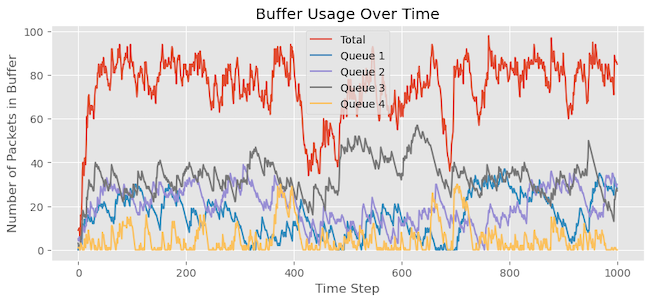 Buffer Usage Over Time
Number of Packets in Buffer
100
80
60
40
20
0
Total
Queue 1
Queue 2
Queue 3
Queue 4
0
200
400
600
800
1000
Time Step